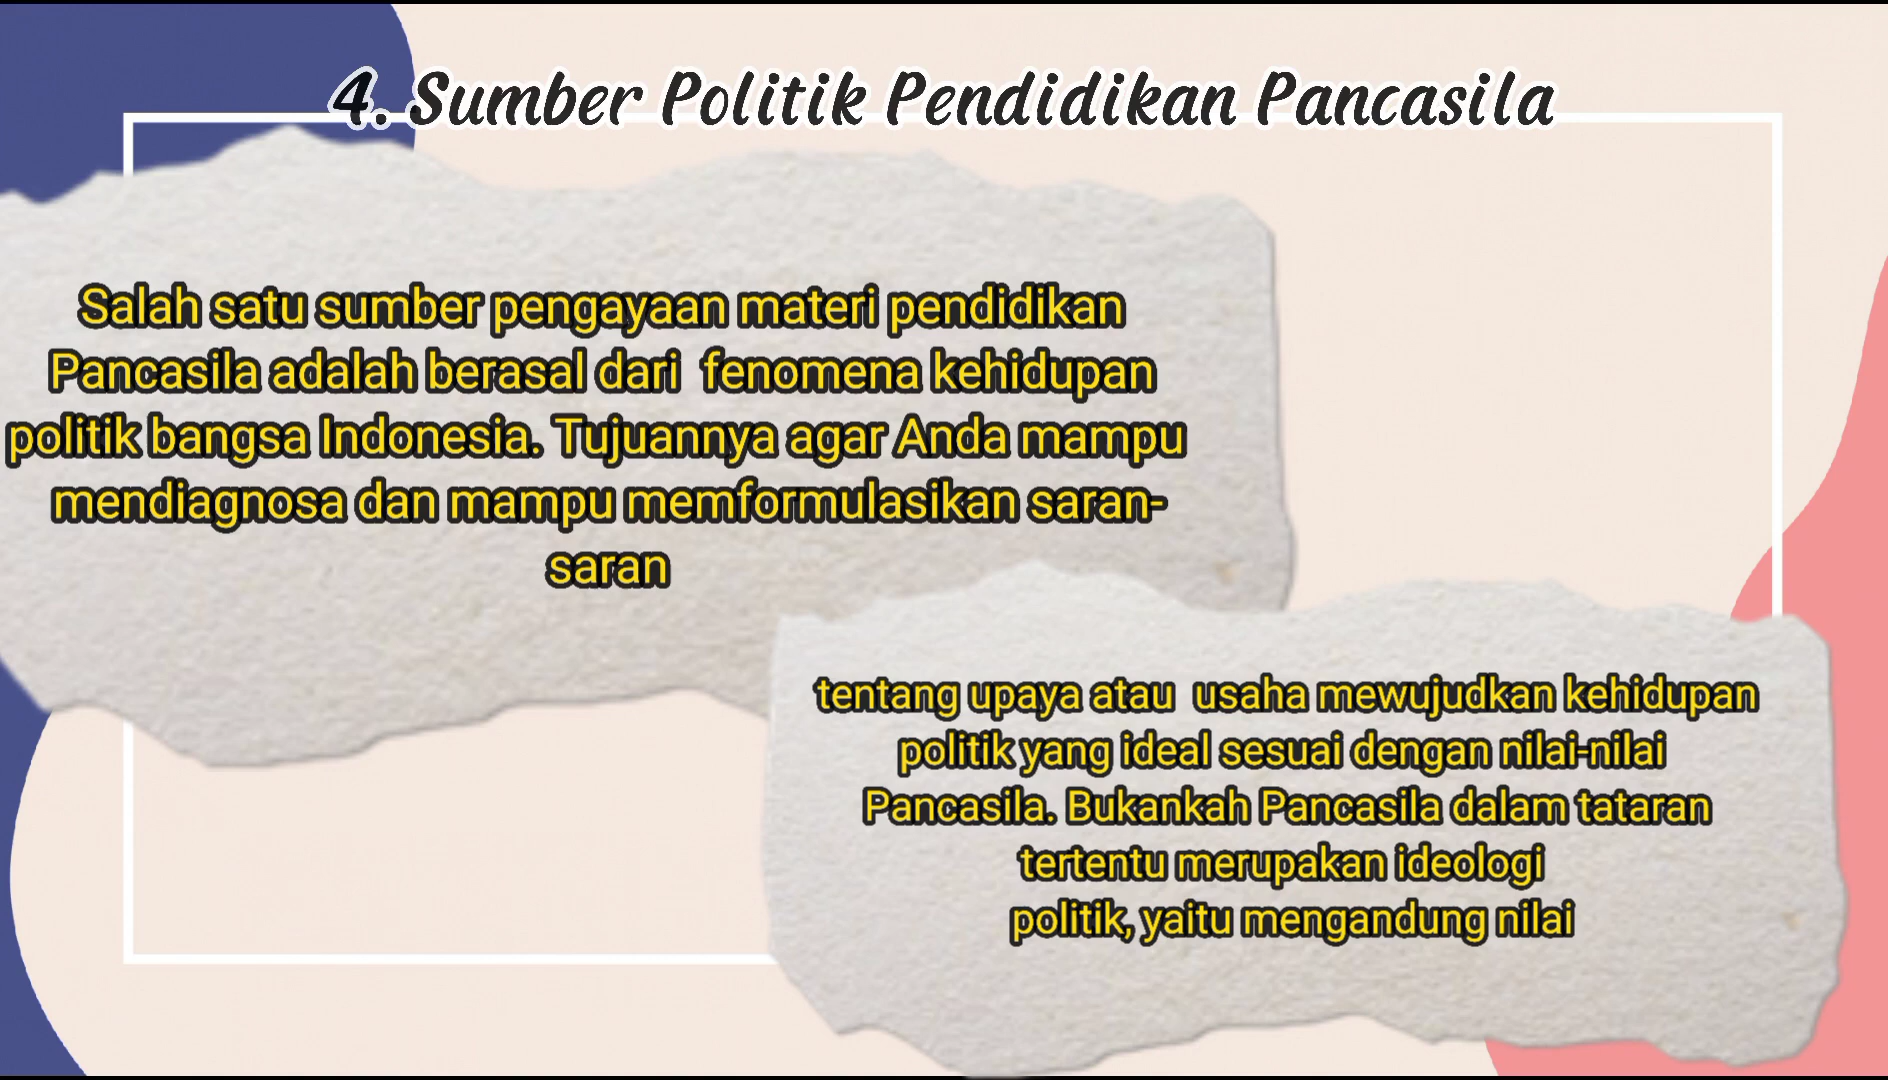 4. Sumber Politik Pendidikan Pancasila
Salah satu sumber pengayaan materi pendidikan
Pancasila adalah berasal dari fenomena kehidupan
politik bangsa Indonesia. Tujuannya agar Anda mampu
mendiagnosa dan mampu memformulasikan saran-
saran
tentang upaya atau usaha mewujudkan kehidupan
politik yang ideal sesuai dengan nilai-nilai
Pancasila. Bukankah Pancasila dalam tataran
tertentu merupakan ideologi
politik, yaitu mengandung nilai